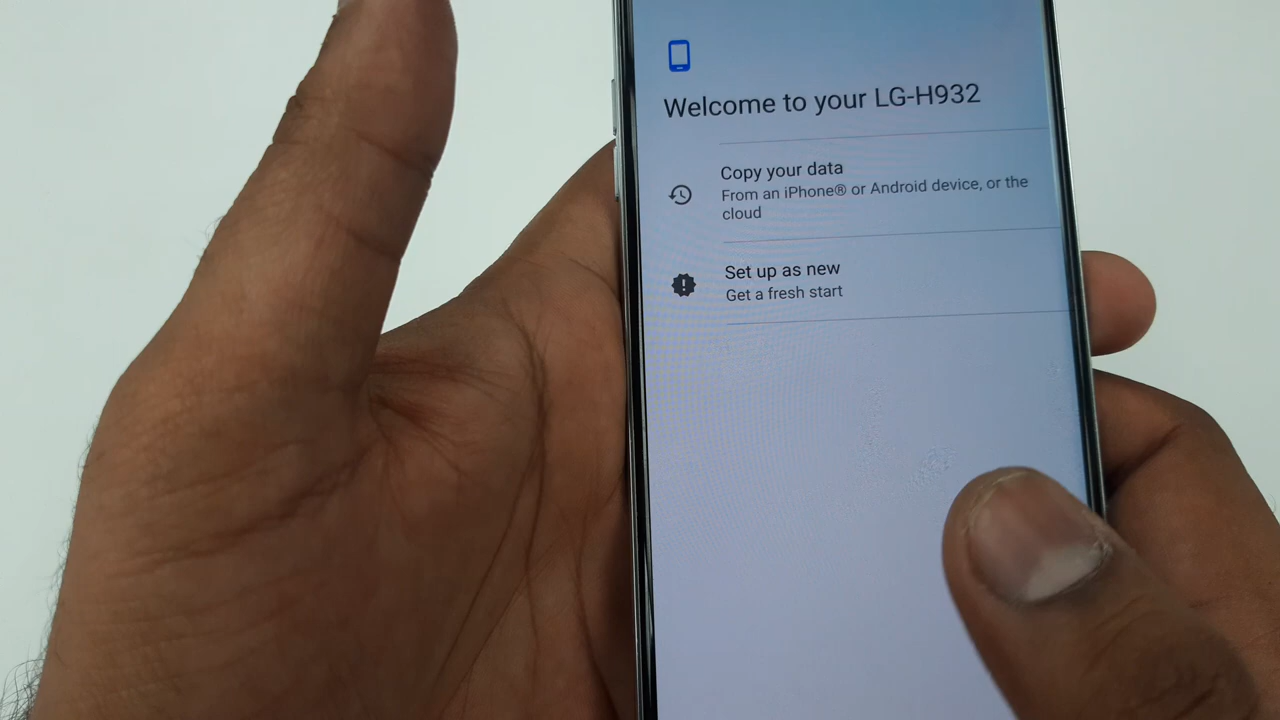 Welcome to your LG-H932
Copy your data
From an iPhone® or Android device, or the
cloud
Set up as new
Get a fresh start